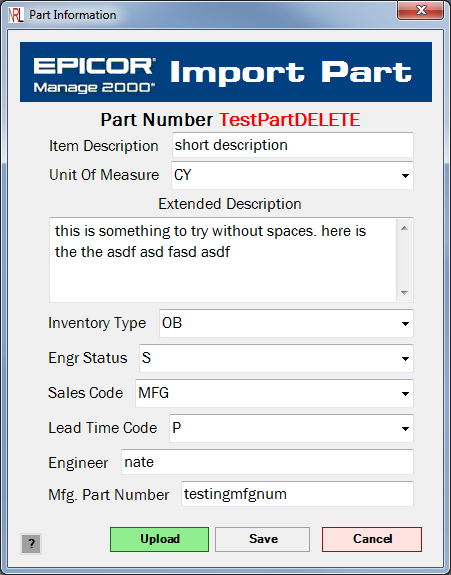 NRL Part Information
EPICOR® Import Part
Manage 2000®
Part Number TestPartDELETE
Item Description short description
Unit Of Measure CY
Extended Description
this is something to try without spaces. here is
the the asdf asd fasd asdf
Inventory Type OB
Engr Status S
Sales Code MFG
Lead Time Code P
Engineer nate
Mfg. Part Number testingmfgnum
? Upload Save Cancel